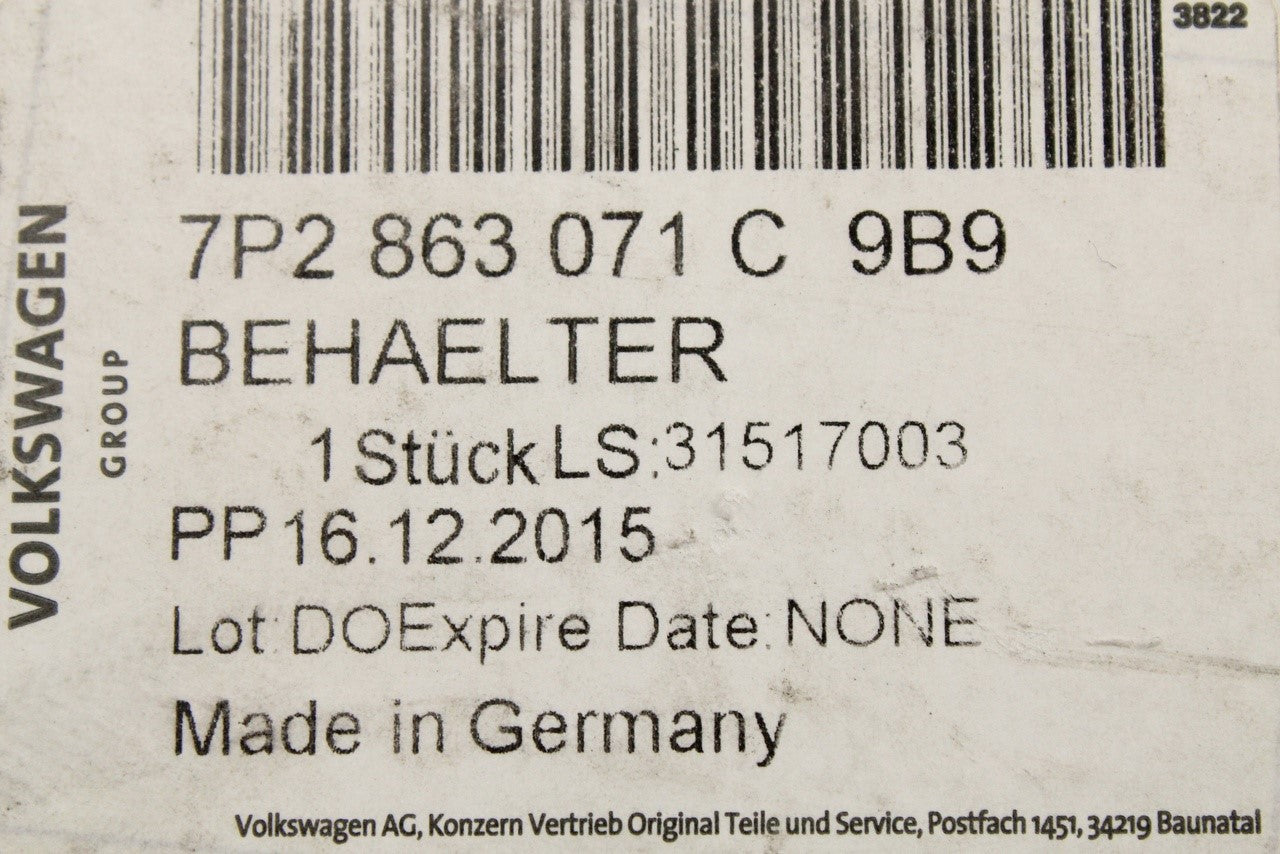 3822
7P2 863 071 C 9B9
BEHAELTER
1 Stück LS:31517003
PP 16.12.2015
Lot:DOExpire Date:NONE
Made in Germany
Volkswagen AG, Konzern Vertrieb Original Teile und Service, Postfach 1451, 34219 Baunatal
VOLKSWAGEN
GROUP